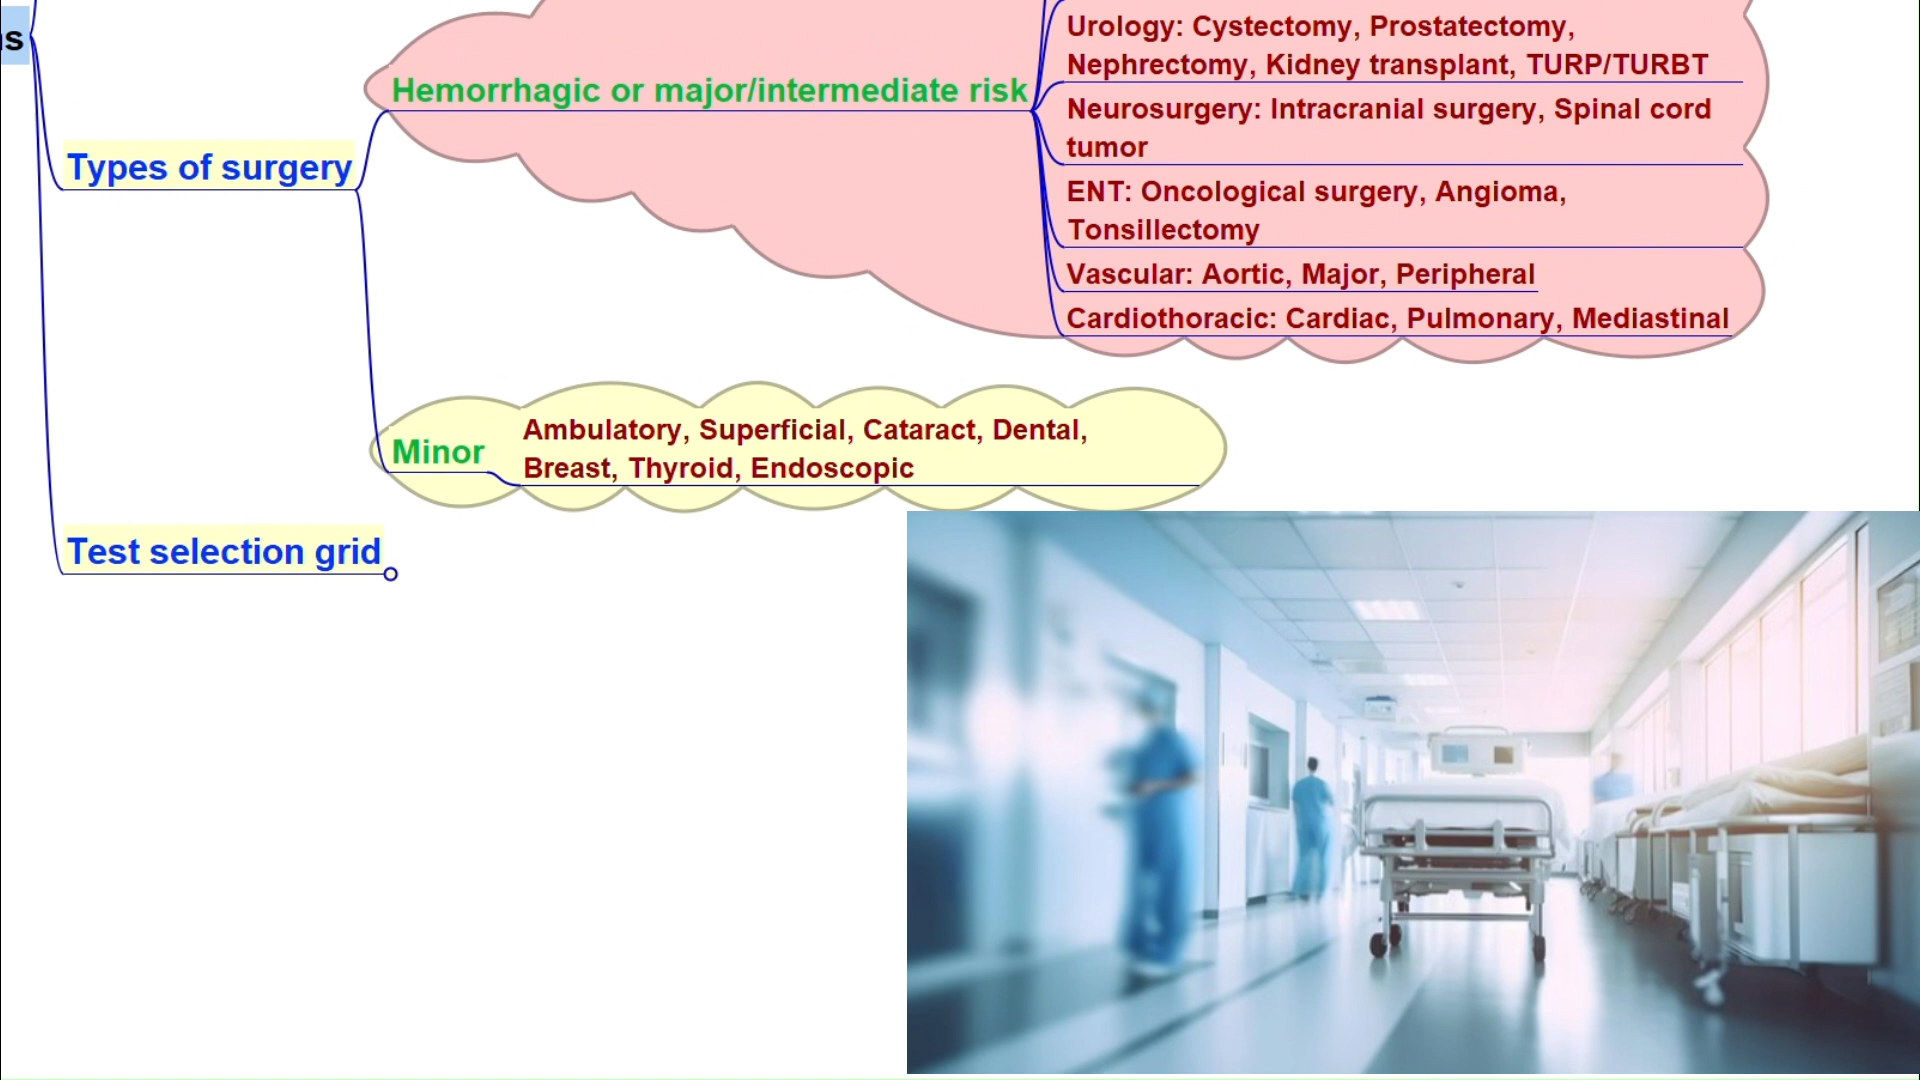 s
Urology: Cystectomy, Prostatectomy,
Nephrectomy, Kidney transplant, TURP/TURBT
Hemorrhagic or major/intermediate risk
Neurosurgery: Intracranial surgery, Spinal cord
tumor
Types of surgery
ENT: Oncological surgery, Angioma,
Tonsillectomy
Vascular: Aortic, Major, Peripheral
Cardiothoracic: Cardiac, Pulmonary, Mediastinal
Minor
Ambulatory, Superficial, Cataract, Dental,
Breast, Thyroid, Endoscopic
Test selection grid